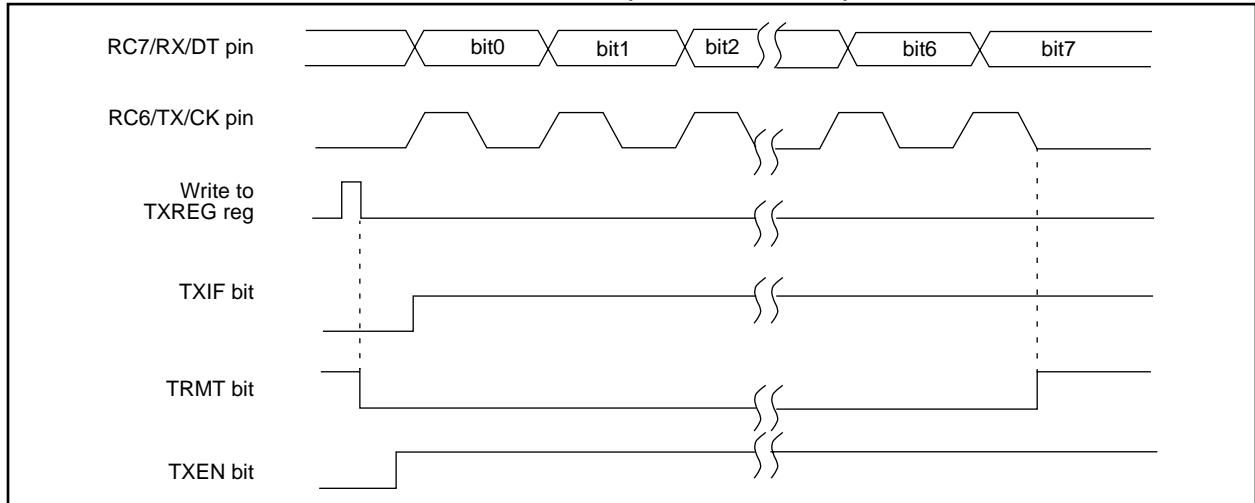 RC7/RX/DT pin
bit0 bit1 bit2 bit6 bit7
RC6/TX/CK pin
Write to
TXREG reg
TXIF bit
TRMT bit
TXEN bit